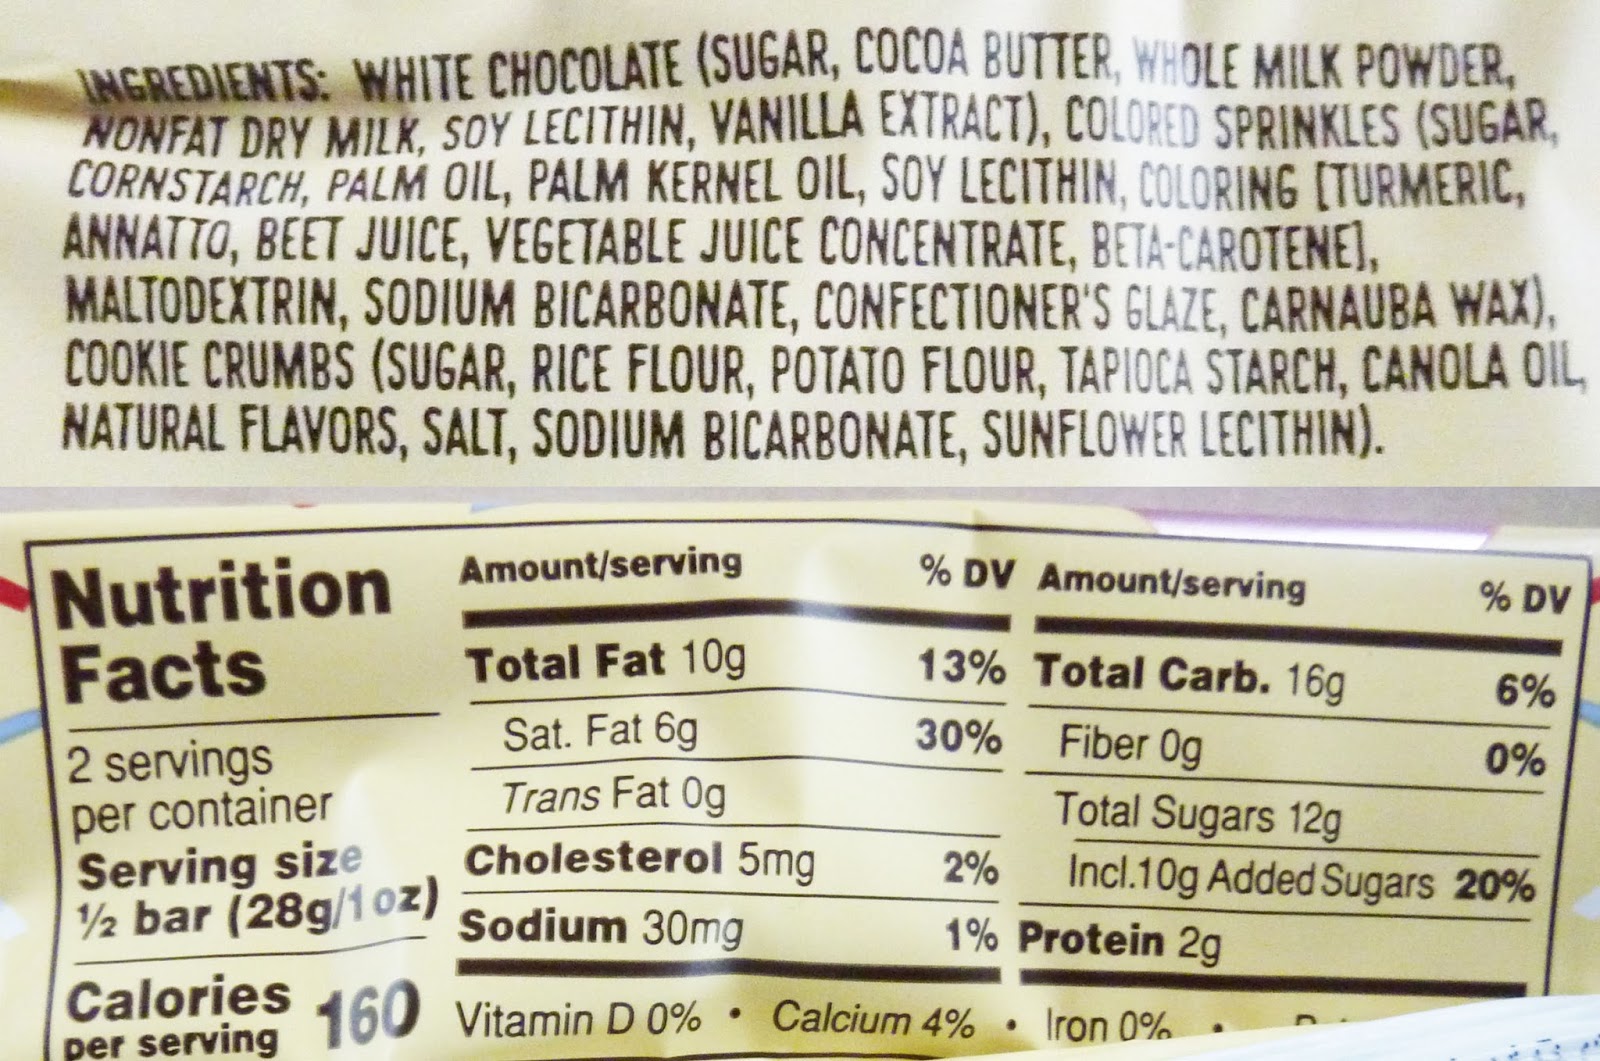 INGREDIENTS: WHITE CHOCOLATE (SUGAR, COCOA BUTTER, WHOLE MILK POWDER,
NONFAT DRY MILK, SOY LECITHIN, VANILLA EXTRACT), COLORED SPRINKLES (SUGAR,
CORNSTARCH, PALM OIL, PALM KERNEL OIL, SOY LECITHIN, COLORING [TURMERIC,
ANNATTO, BEET JUICE, VEGETABLE JUICE CONCENTRATE, BETA-CAROTENE],
MALTODEXTRIN, SODIUM BICARBONATE, CONFECTIONER'S GLAZE, CARNAUBA WAX),
COOKIE CRUMBS (SUGAR, RICE FLOUR, POTATO FLOUR, TAPIOCA STARCH, CANOLA OIL,
NATURAL FLAVORS, SALT, SODIUM BICARBONATE, SUNFLOWER LECITHIN).
Nutrition
Facts
2 servings
per container
Serving size
½ bar (28g/1oz)
Calories
per serving 160
Amount/serving % DV
Total Fat 10g 13%
Sat. Fat 6g 30%
Trans Fat 0g
Cholesterol 5mg 2%
Sodium 30mg 1%
Amount/serving % DV
Total Carb. 16g 6%
Fiber 0g 0%
Total Sugars 12g
Incl.10g Added Sugars 20%
Protein 2g
Vitamin D 0% • Calcium 4% • Iron 0% •